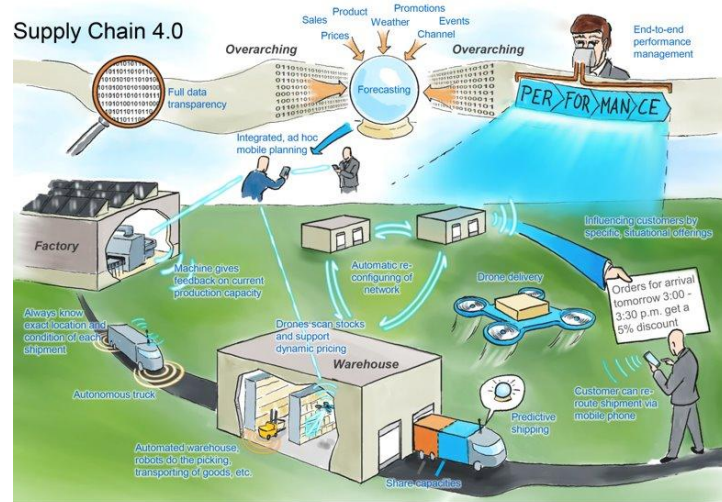 Supply Chain 4.0
Sales
Product
Promotions
Prices
Weather
Events
Channel
Overarching
Overarching
Forecasting
End-to-end
performance
management
PER FOR MAN CE
Full data
transparency
Integrated, ad hoc
mobile planning
Factory
Machine gives
feedback on current
production capacity
Automatic re-
configuring of
network
Influencing customers by
specific, situational offerings
Drone delivery
Orders for arrival
tomorrow 3:00 -
3:30 p.m. get a
5% discount
Always know
exact location and
condition of each
shipment
Autonomous truck
Drones scan stocks
and support
dynamic pricing
Warehouse
Customer can re-
route shipment via
mobile phone
Predictive
shipping
Automated warehouse,
robots do the picking,
transporting of goods, etc.
Share capacities